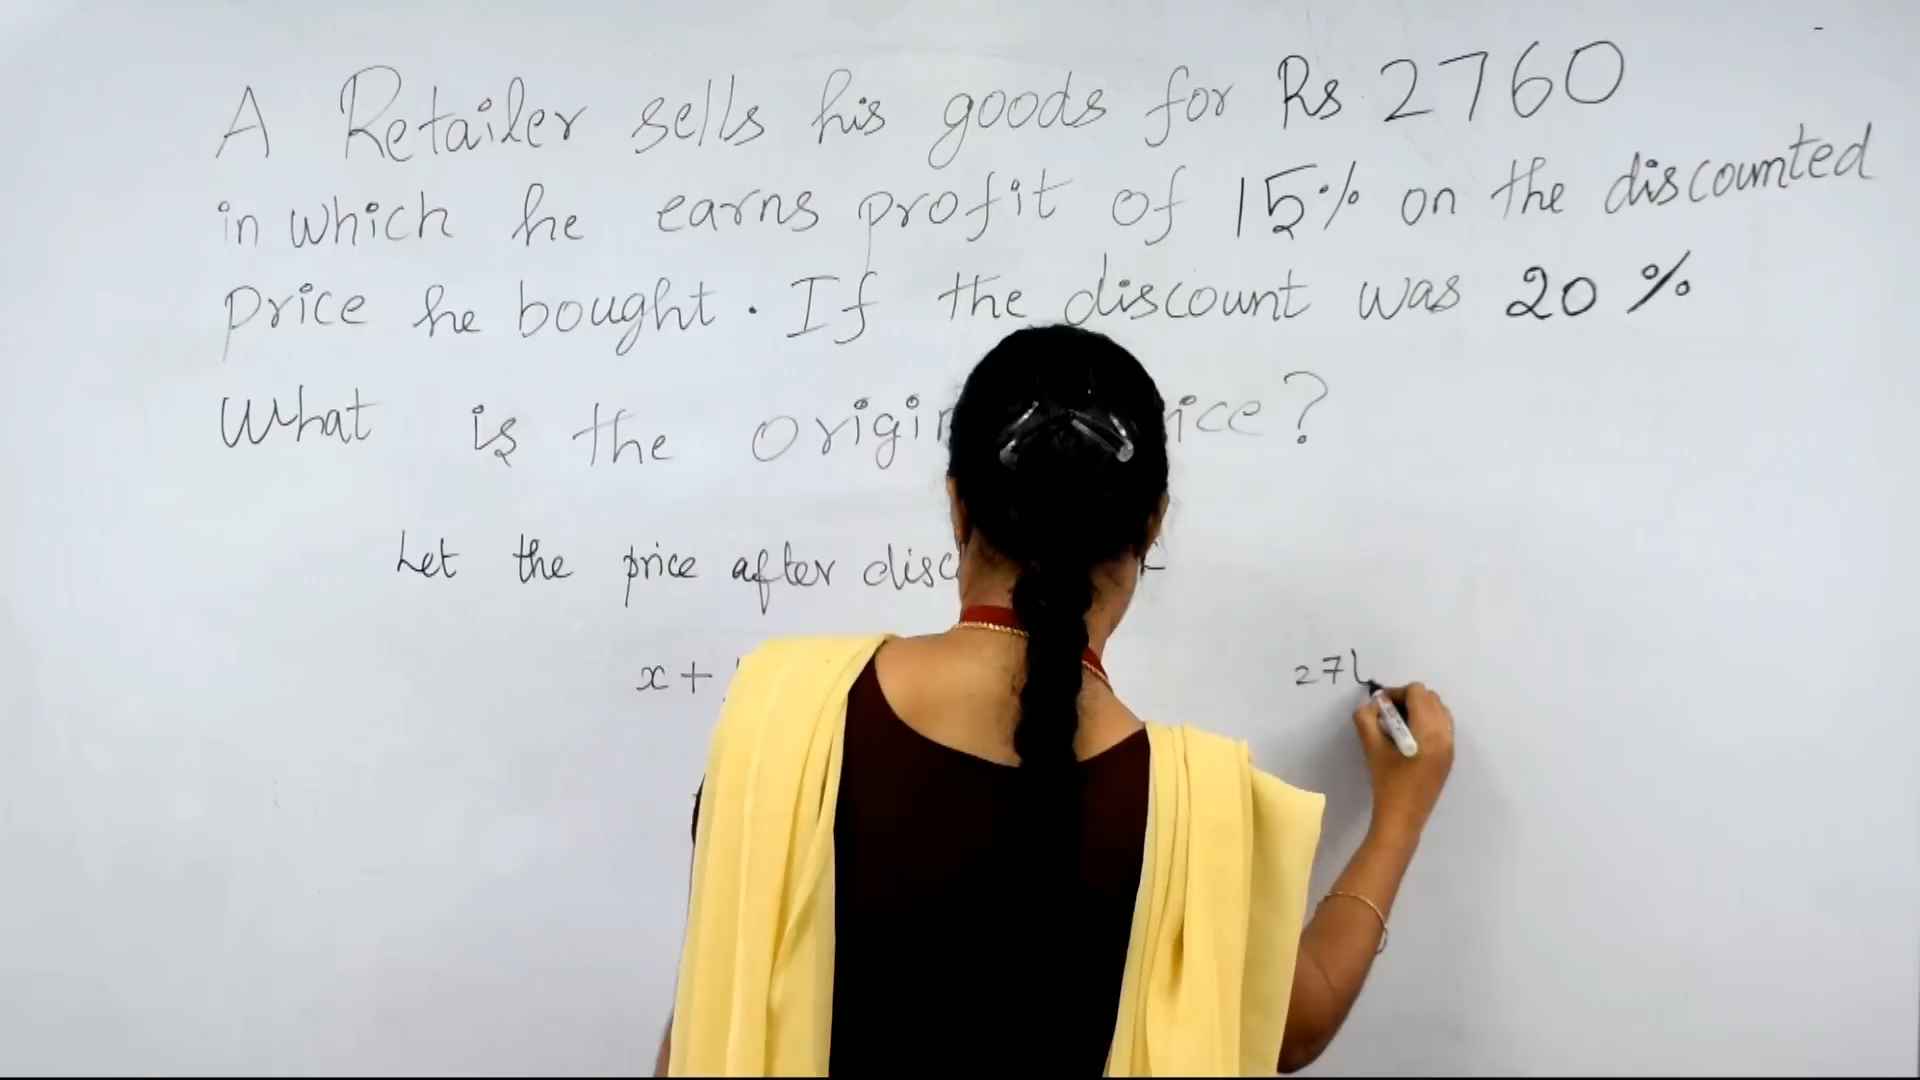 A Retailer sells his goods for Rs 2760
in which he earns profit of 15% on the discounted
price he bought. If the discount was 20%
What is the
Let the price after
x+ 27